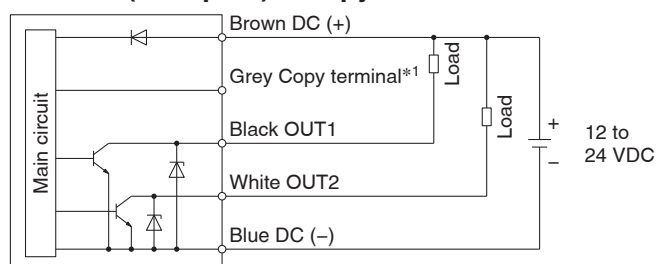 Brown DC (+)
Grey Copy terminal*1
Black OUT1
White OUT2
Blue DC (−)
Main circuit
Load
Load
+
−
12 to
24 VDC